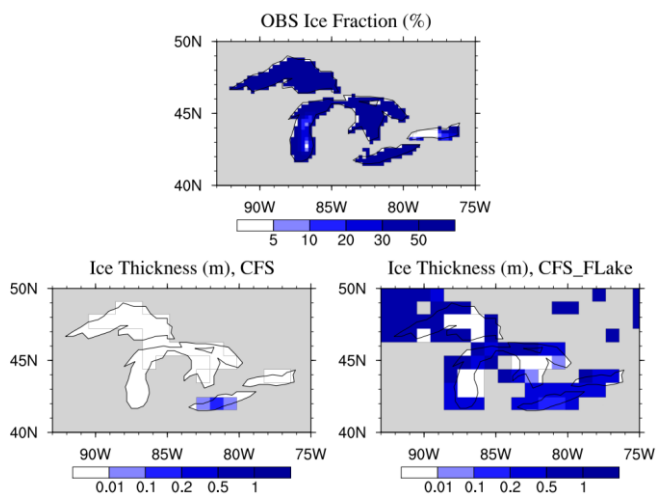 OBS Ice Fraction (%)
50N
45N
40N
90W 85W 80W 75W
5 10 20 30 50
Ice Thickness (m), CFS
50N
45N
40N
90W 85W 80W 75W
0.01 0.1 0.2 0.5 1
Ice Thickness (m), CFS_FLake
50N
45N
40N
90W 85W 80W 75W
0.01 0.1 0.2 0.5 1